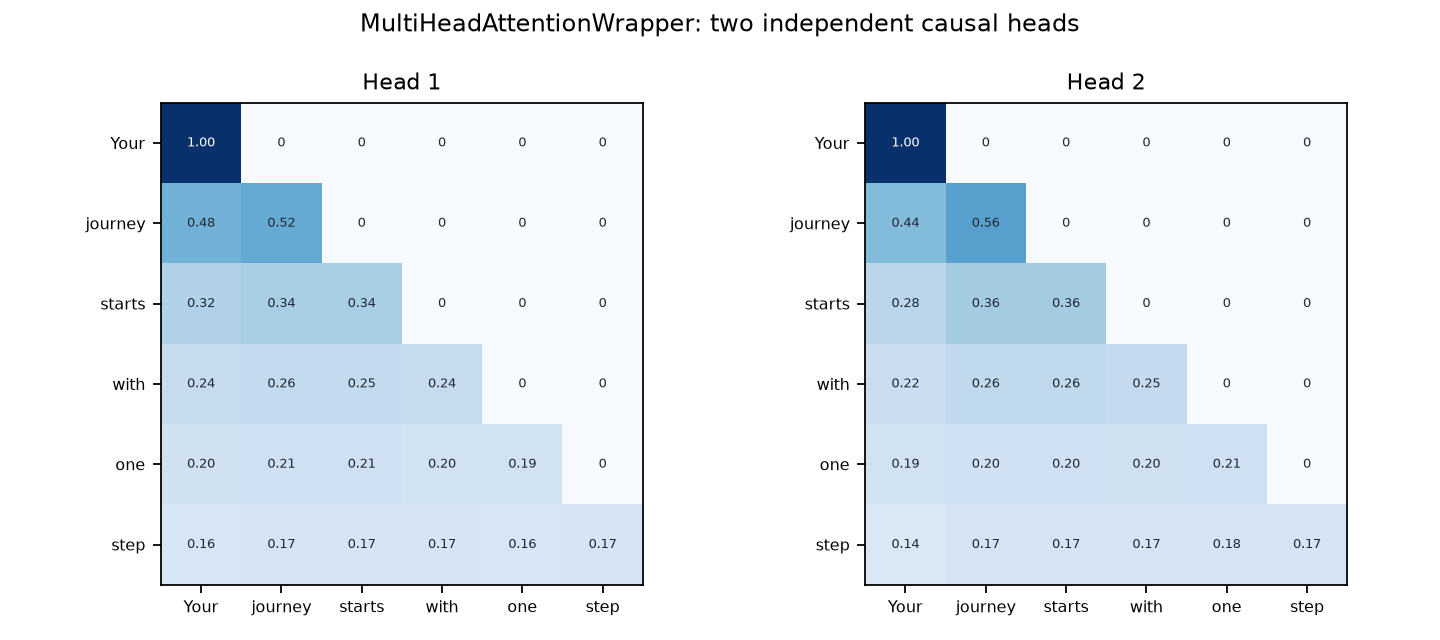 MultiHeadAttentionWrapper: two independent causal heads
Head 1
Your 1.00 0 0 0 0 0
journey 0.48 0.52 0 0 0 0
starts 0.32 0.34 0.34 0 0 0
with 0.24 0.26 0.25 0.24 0 0
one 0.20 0.21 0.21 0.20 0.19 0
step 0.16 0.17 0.17 0.17 0.16 0.17
Your journey starts with one step
Head 2
Your 1.00 0 0 0 0 0
journey 0.44 0.56 0 0 0 0
starts 0.28 0.36 0.36 0 0 0
with 0.22 0.26 0.26 0.25 0 0
one 0.19 0.20 0.20 0.20 0.21 0
step 0.14 0.17 0.17 0.17 0.18 0.17
Your journey starts with one step